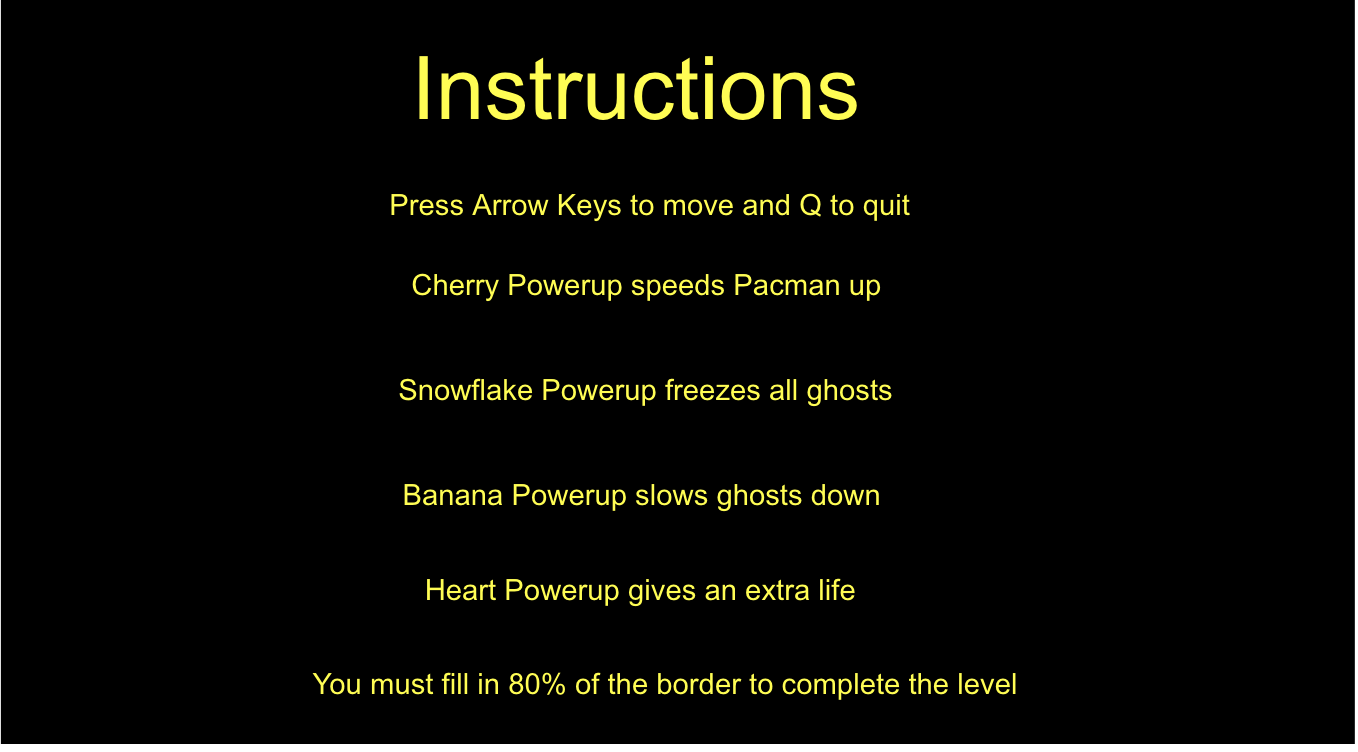 Instructions
Press Arrow Keys to move and Q to quit
Cherry Powerup speeds Pacman up
Snowflake Powerup freezes all ghosts
Banana Powerup slows ghosts down
Heart Powerup gives an extra life
You must fill in 80% of the border to complete the level